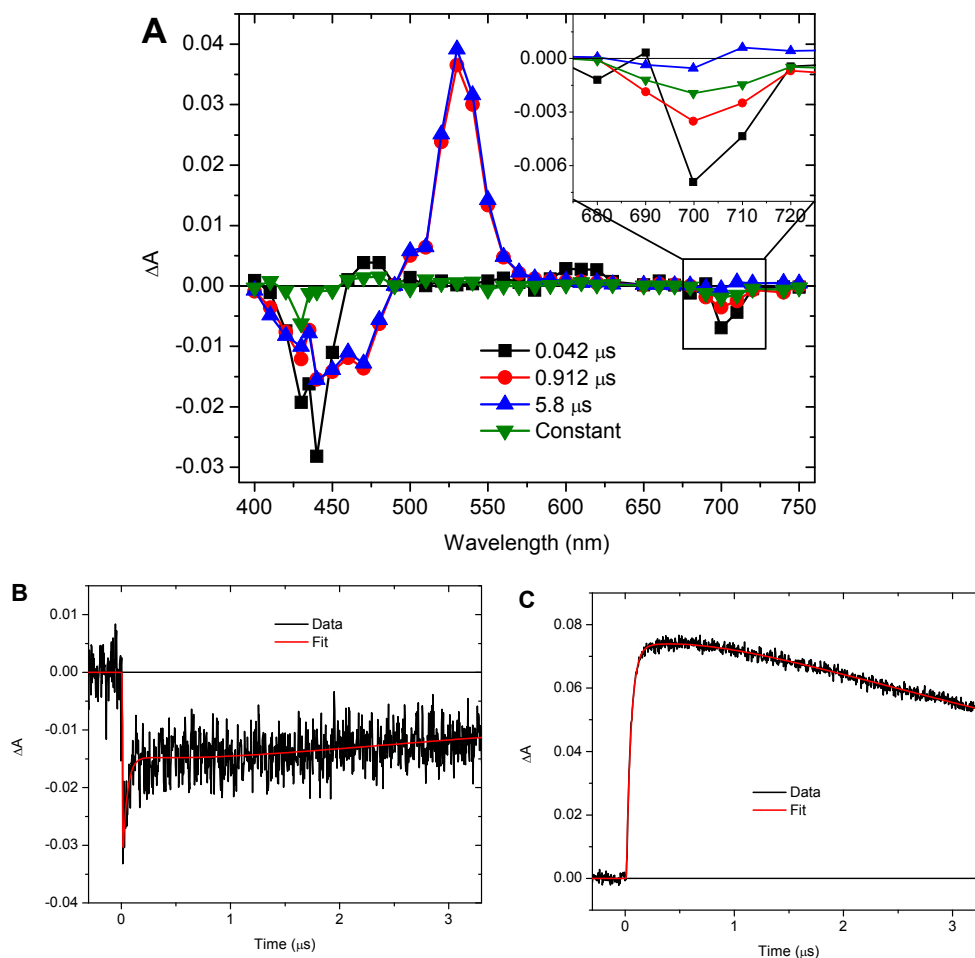 A
0.04
0.03
0.02
0.01
0.00
-0.01
-0.02
-0.03
ΔA
400 450 500 550 600 650 700 750
Wavelength (nm)
0.042 μs
0.912 μs
5.8 μs
Constant
0.000
-0.003
-0.006
680 690 700 710 720
B
0.01
0.00
-0.01
-0.02
-0.03
-0.04
ΔA
0 1 2 3
Time (μs)
Data
Fit
C
0.08
0.06
0.04
0.02
0.00
ΔA
0 1 2 3
Time (μs)
Data
Fit